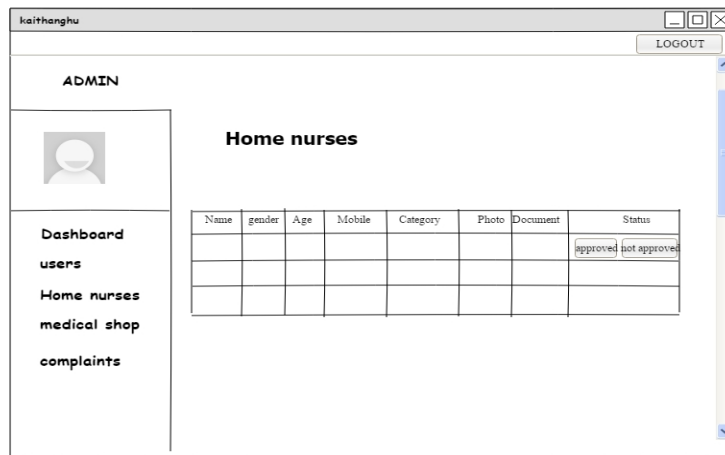 kaithanghu
LOGOUT
ADMIN
Home nurses
Name gender Age Mobile Category Photo Document Status
approved not approved
Dashboard
users
Home nurses
medical shop
complaints